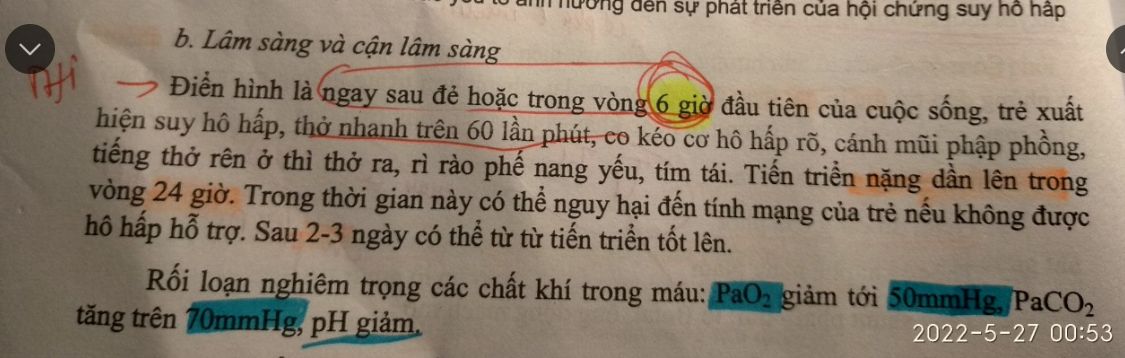 ảnh hưởng đến sự phát triển của hội chứng suy hô hấp
b. Lâm sàng và cận lâm sàng
Nhi → Điển hình là ngay sau đẻ hoặc trong vòng 6 giờ đầu tiên của cuộc sống, trẻ xuất
hiện suy hô hấp, thở nhanh trên 60 lần phút, co kéo cơ hô hấp rõ, cánh mũi phập phồng,
tiếng thở rên ở thì thở ra, rì rào phế nang yếu, tím tái. Tiến triển nặng dần lên trong
vòng 24 giờ. Trong thời gian này có thể nguy hại đến tính mạng của trẻ nếu không được
hô hấp hỗ trợ. Sau 2-3 ngày có thể từ từ tiến triển tốt lên.
Rối loạn nghiêm trọng các chất khí trong máu: PaO₂ giảm tới 50mmHg, PaCO₂
tăng trên 70mmHg, pH giảm.
2022-5-27 00:53